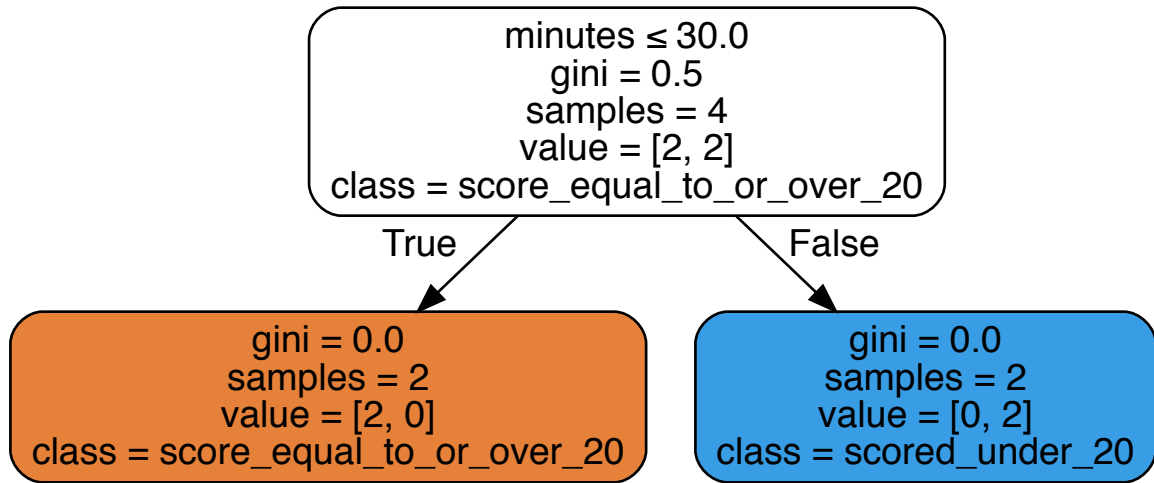 minutes ≤ 30.0
gini = 0.5
samples = 4
value = [2, 2]
class = score_equal_to_or_over_20
True
False
gini = 0.0
samples = 2
value = [2, 0]
class = score_equal_to_or_over_20
gini = 0.0
samples = 2
value = [0, 2]
class = scored_under_20